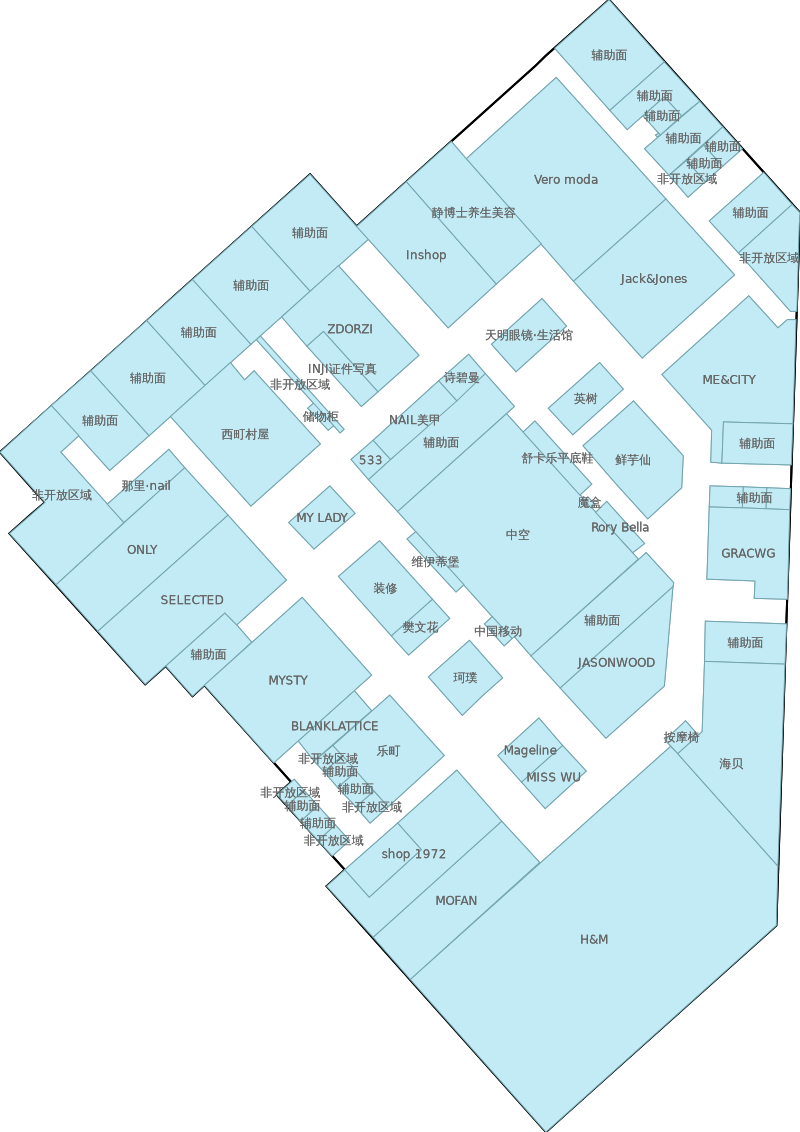 辅助面
辅助面
辅助面
辅助面
辅助面
辅助面
非开放区域
Vero moda
静博士养生美容
辅助面
辅助面
Inshop
非开放区域
Jack&Jones
辅助面
辅助面
ZDORZI
天明眼镜·生活馆
INJI证件写真
诗碧曼
辅助面
非开放区域
ME&CITY
英树
储物柜
NAIL美甲
辅助面
西町村屋
辅助面
辅助面
533
舒卡乐平底鞋
鲜芋仙
那里·nail
非开放区域
魔盒
辅助面
MY LADY
Rory Bella
中空
ONLY
GRACWG
维伊蒂堡
装修
SELECTED
樊文花
中国移动
辅助面
辅助面
辅助面
JASONWOOD
MYSTY
珂璞
BLANKLATTICE
按摩椅
乐町
Mageline
非开放区域
海贝
辅助面
MISS WU
辅助面
非开放区域
辅助面
非开放区域
辅助面
非开放区域
shop 1972
MOFAN
H&M